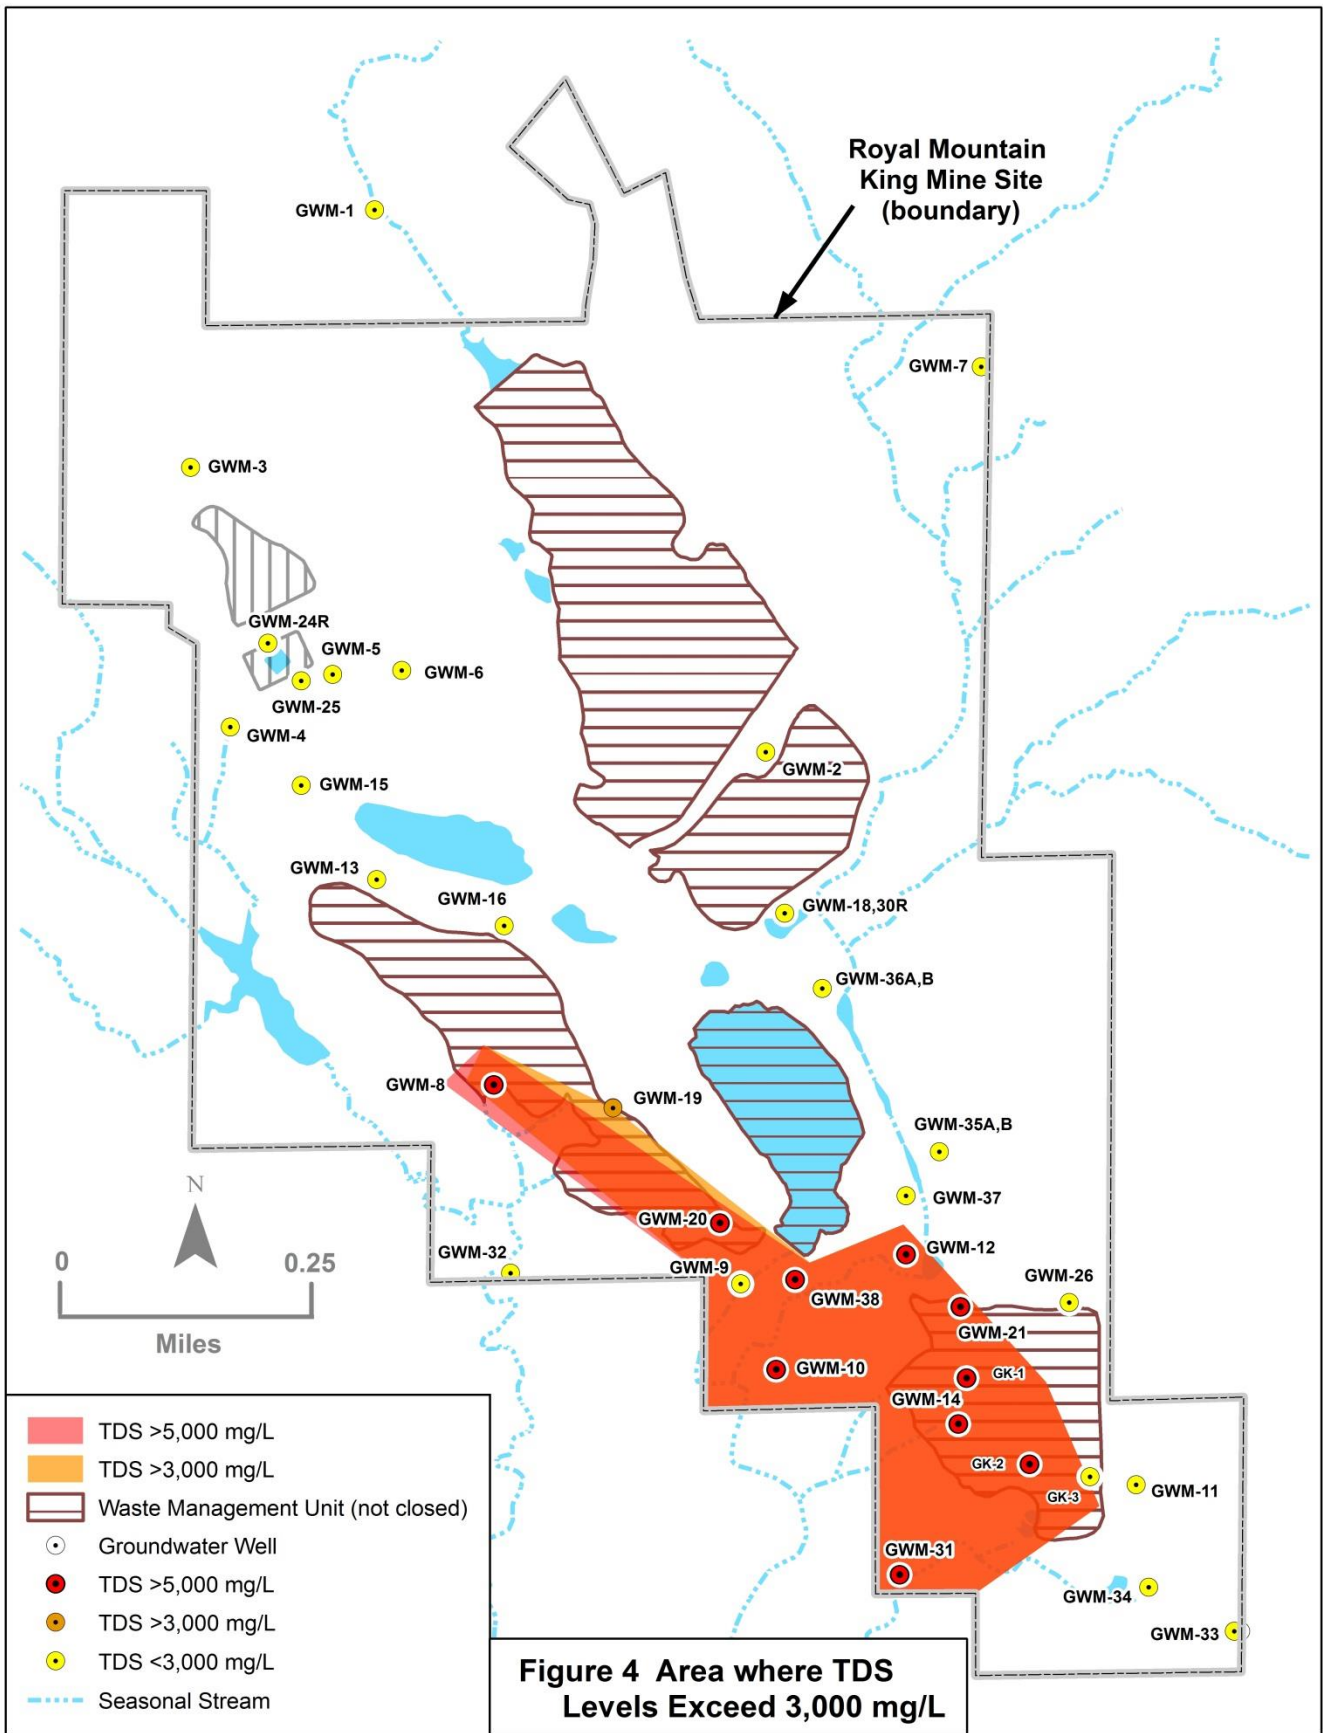 Royal Mountain
King Mine Site
(boundary)
GWM-1
GWM-7
GWM-3
GWM-24R
GWM-5
GWM-6
GWM-25
GWM-4
GWM-2
GWM-15
GWM-13
GWM-16
GWM-18,30R
GWM-36A,B
GWM-8
GWM-19
GWM-35A,B
N
GWM-37
GWM-20
GWM-12
0
0.25
GWM-32
GWM-9
GWM-26
GWM-38
Miles
GWM-21
GWM-10
GK-1
GWM-14
GK-2
GK-3
GWM-11
GWM-31
GWM-34
GWM-33
TDS >5,000 mg/L
TDS >3,000 mg/L
Waste Management Unit (not closed)
Groundwater Well
TDS >5,000 mg/L
TDS >3,000 mg/L
TDS <3,000 mg/L
Seasonal Stream
Figure 4 Area where TDS
Levels Exceed 3,000 mg/L